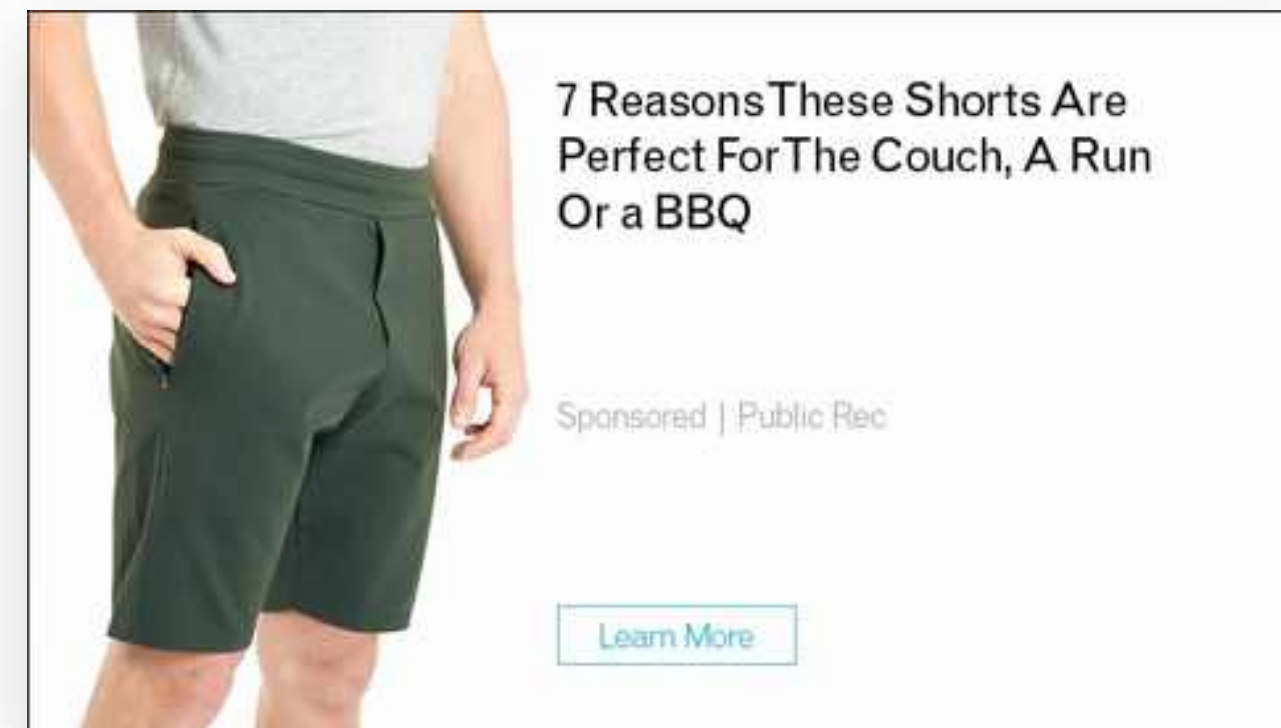 7 Reasons These Shorts Are
Perfect For The Couch, A Run
Or a BBQ
Sponsored | Public Rec
Learn More